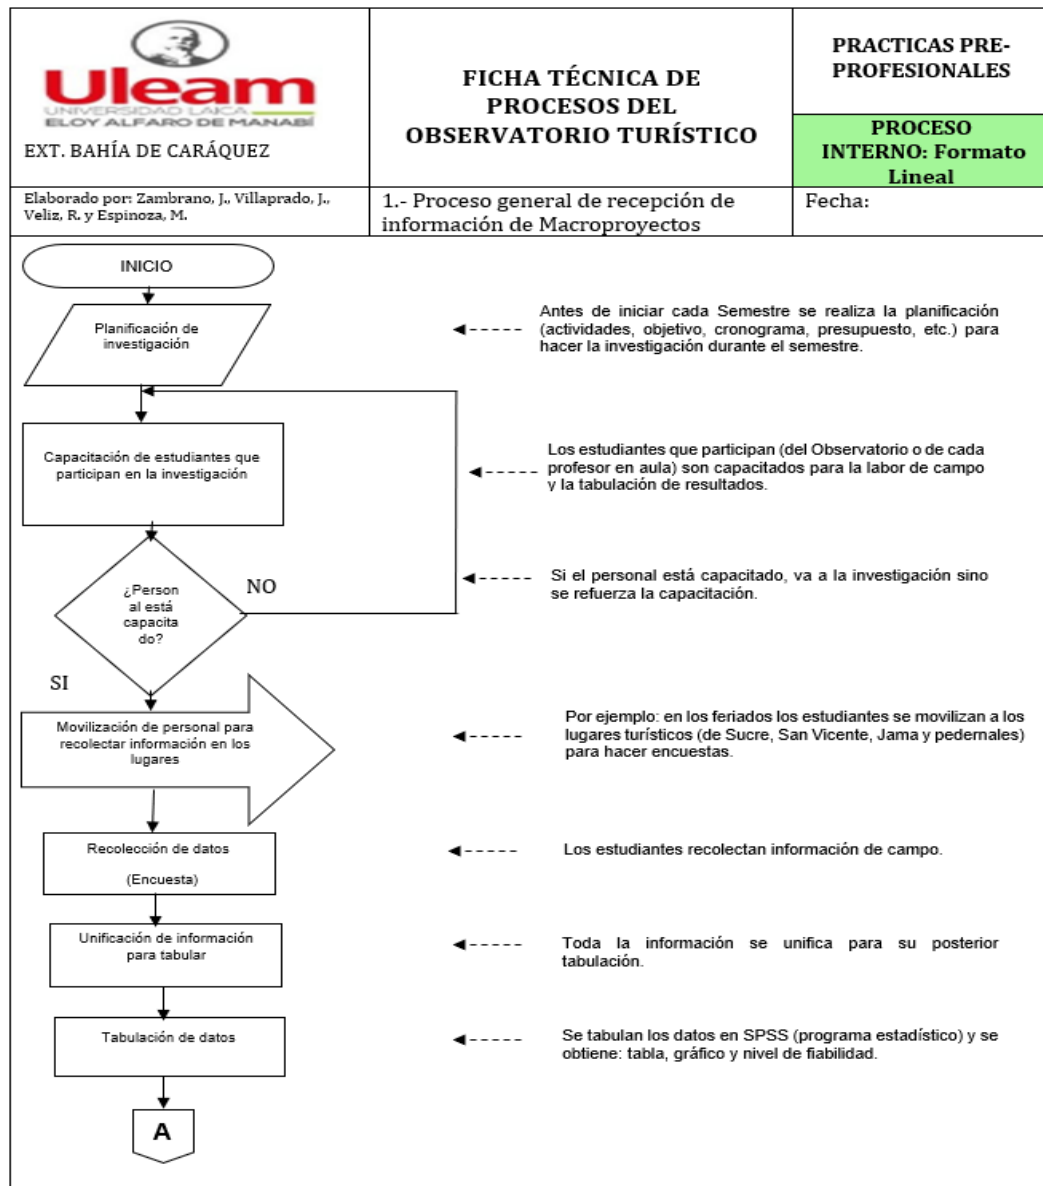 Uleam
UNIVERSIDAD LAICA
ELOY ALFARO DE MANABÍ
EXT. BAHÍA DE CARÁQUEZ
FICHA TÉCNICA DE
PROCESOS DEL
OBSERVATORIO TURÍSTICO
PRACTICAS PRE-
PROFESIONALES
PROCESO
INTERNO: Formato
Lineal
Elaborado por: Zambrano, J., Villaprado, J.,
Veliz, R. y Espinoza, M.
1.- Proceso general de recepción de
información de Macroproyectos
Fecha:
INICIO
Planificación de
investigación
Antes de iniciar cada Semestre se realiza la planificación
(actividades, objetivo, cronograma, presupuesto, etc.) para
hacer la investigación durante el semestre.
Capacitación de estudiantes que
participan en la investigación
Los estudiantes que participan (del Observatorio o de cada
profesor en aula) son capacitados para la labor de campo
y la tabulación de resultados.
¿Person
al está
capacita
do?
NO
Si el personal está capacitado, va a la investigación sino
se refuerza la capacitación.
SI
Movilización de personal para
recolectar información en los
lugares
Por ejemplo: en los feriados los estudiantes se movilizan a los
lugares turísticos (de Sucre, San Vicente, Jama y pedernales)
para hacer encuestas.
Recolección de datos
(Encuesta)
Los estudiantes recolectan información de campo.
Unificación de información
para tabular
Toda la información se unifica para su posterior
tabulación.
Tabulación de datos
Se tabulan los datos en SPSS (programa estadístico) y se
obtiene: tabla, gráfico y nivel de fiabilidad.
A